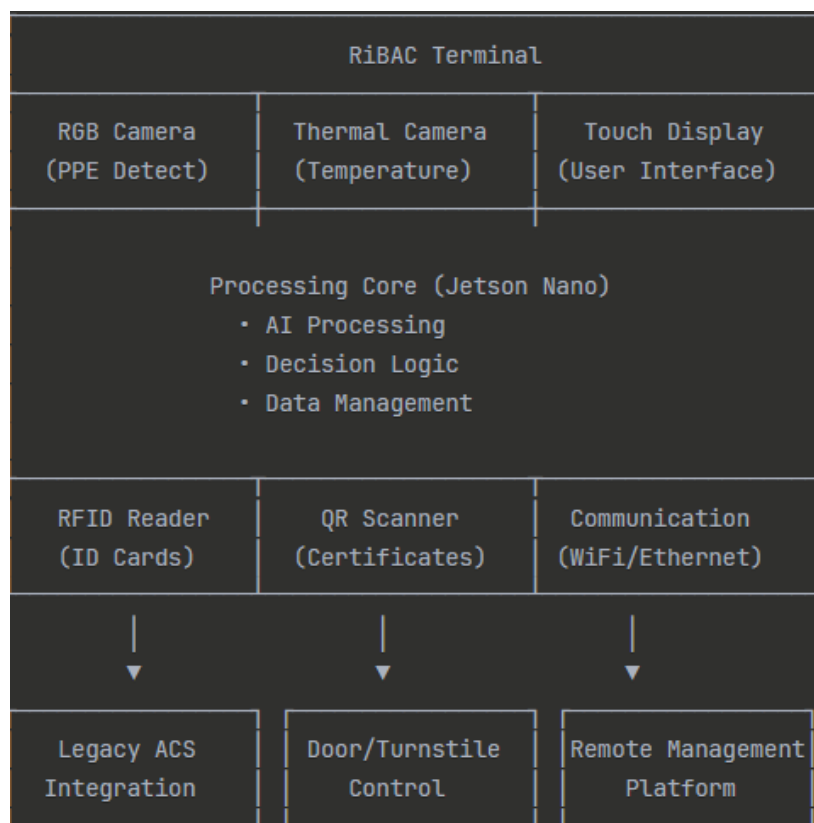 RiBAC Terminal
RGB Camera
(PPE Detect)
Thermal Camera
(Temperature)
Touch Display
(User Interface)
Processing Core (Jetson Nano)
• AI Processing
• Decision Logic
• Data Management
RFID Reader
(ID Cards)
QR Scanner
(Certificates)
Communication
(WiFi/Ethernet)
Legacy ACS
Integration
Door/Turnstile
Control
Remote Management
Platform